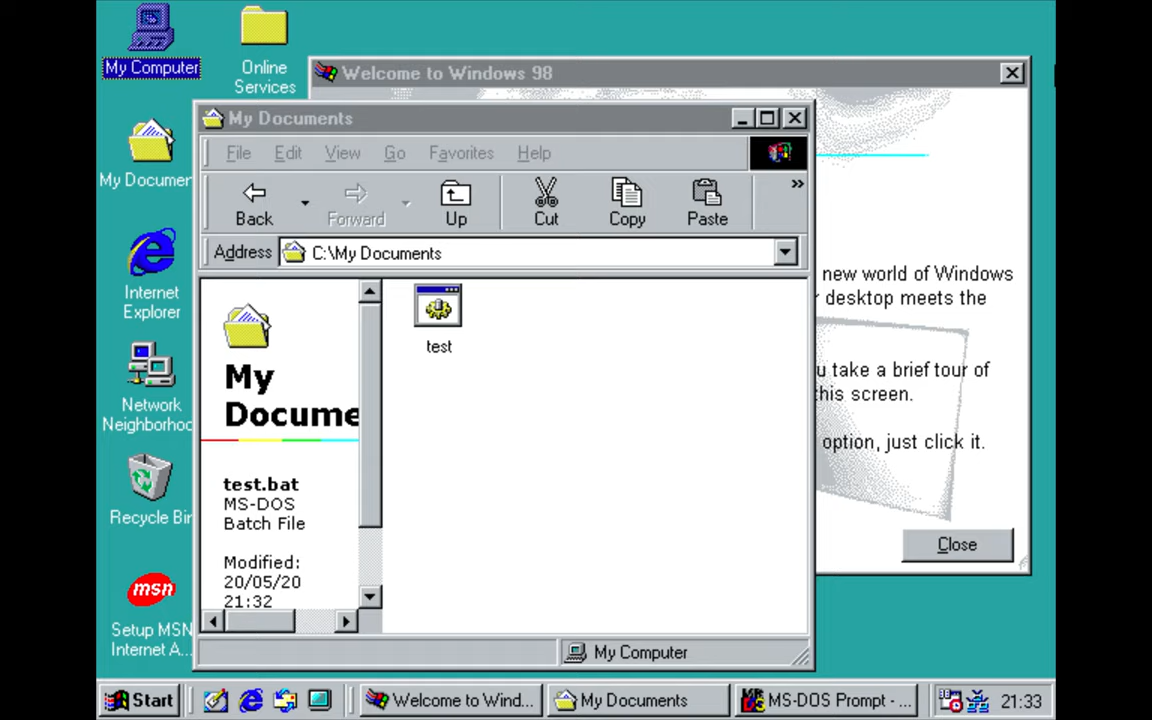 My Computer
Online
Services
Welcome to Windows 98
My Documents
File Edit View Go Favorites Help
Back Forward Up Cut Copy Paste
Address C:\My Documents
My
Docume
test.bat
MS-DOS
Batch File
Modified:
20/05/20
21:32
test
My Computer
new world of Windows
desktop meets the
u take a brief tour of
this screen.
option, just click it.
Close
My Documen
Internet
Explorer
Network
Neighborhoo
Recycle Bin
msn
Setup MSN
Internet A...
Start Welcome to Wind... My Documents MS-DOS Prompt - ... 21:33